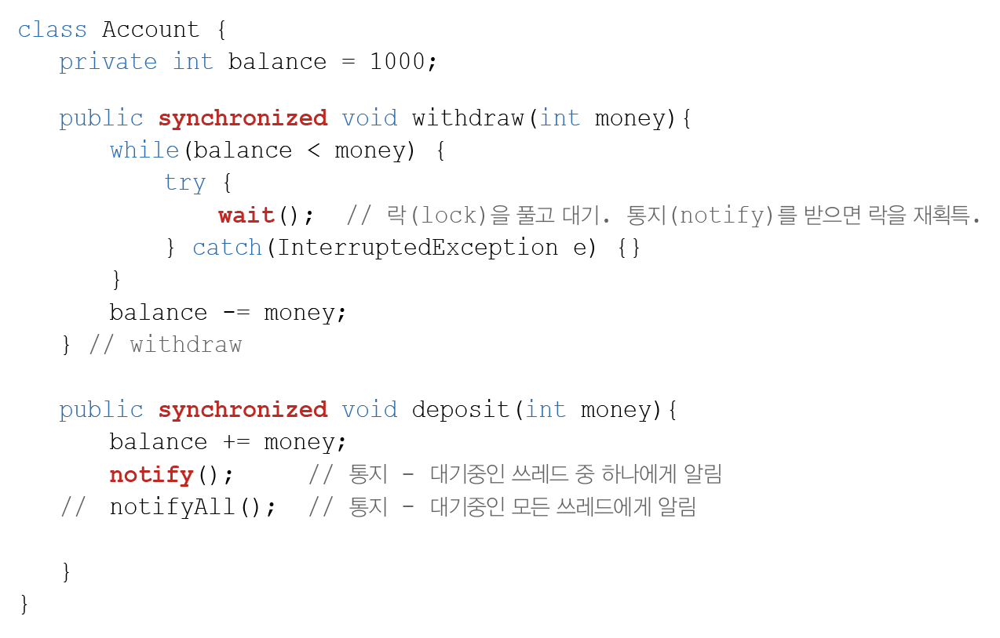 class Account {
private int balance = 1000;
public synchronized void withdraw(int money){
while(balance < money) {
try {
wait(); // 락(lock)을 풀고 대기. 통지(notify)를 받으면 락을 재획특.
} catch(InterruptedException e) {}
}
balance -= money;
} // withdraw
public synchronized void deposit(int money){
balance += money;
notify(); // 통지 - 대기중인 쓰레드 중 하나에게 알림
// notifyAll(); // 통지 - 대기중인 모든 쓰레드에게 알림
}
}